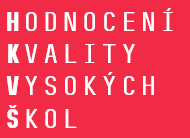 HODNOCENÍ
KVALITY
VYSOKÝCH
ŠKOL